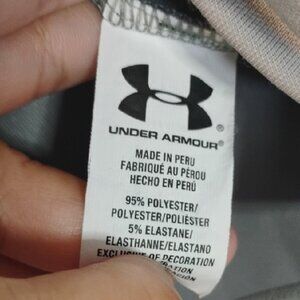 UNDER ARMOUR®
MADE IN PERU
FABRIQUÉ AU PÉROU
HECHO EN PERÚ
95% POLYESTER/
POLYESTER/POLIÉSTER
5% ELASTANE/
ELASTHANNE/ELASTANO
EXCLUSIVE OF DECORATION